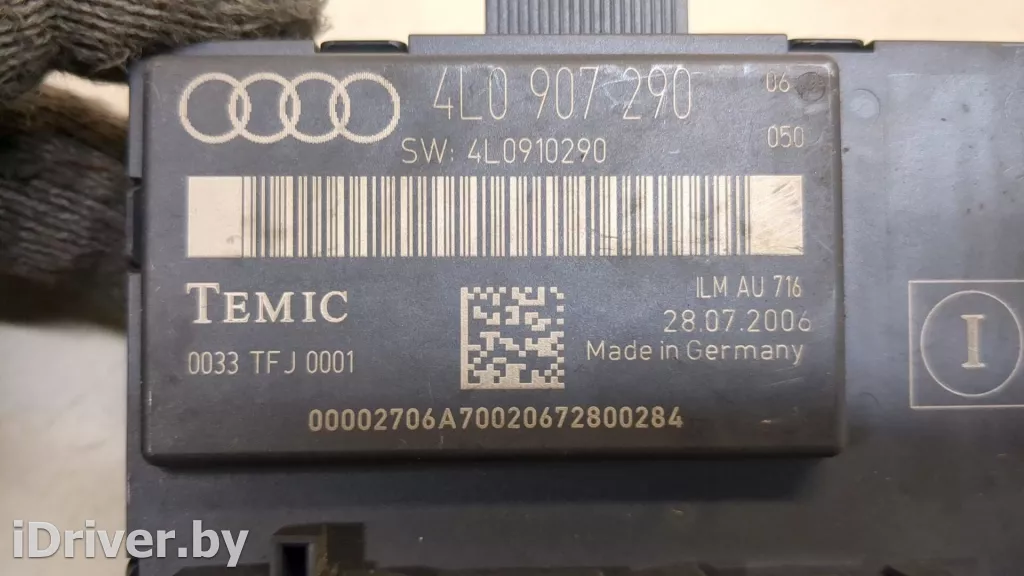 4L0 907 290 06
SW: 4L0910290 050
TEMIC
ILM AU 716
28.07.2006
0033 TFJ 0001
Made in Germany
00002706A70020672800284
I
iDriver.by